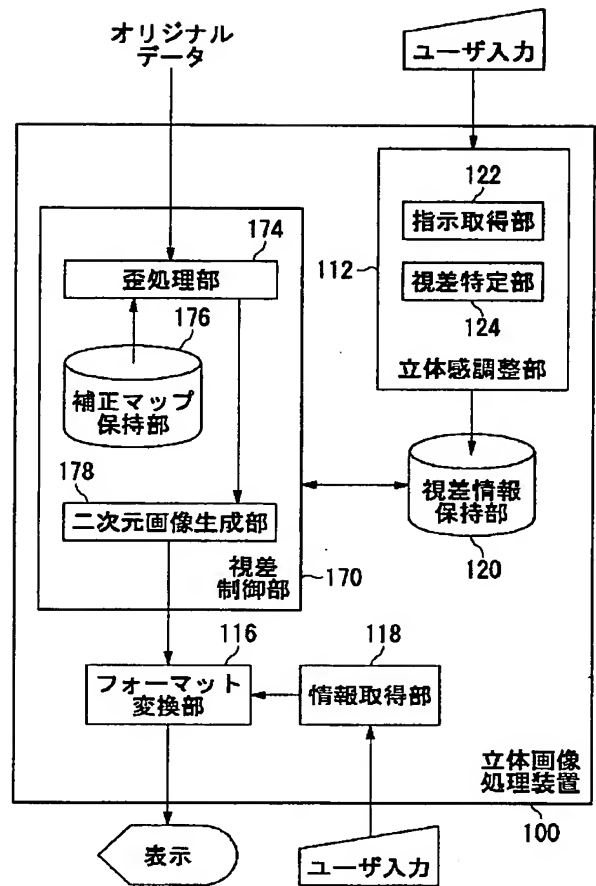 オリジナル
データ
ユーザ入力
122
指示取得部
174
112
歪処理部
視差特定部
176
124
補正マップ
保持部
立体感調整部
178
視差情報
保持部
二次元画像生成部
120
視差
制御部
170
116
118
フォーマット
変換部
情報取得部
立体画像
処理装置
100
表示
ユーザ入力